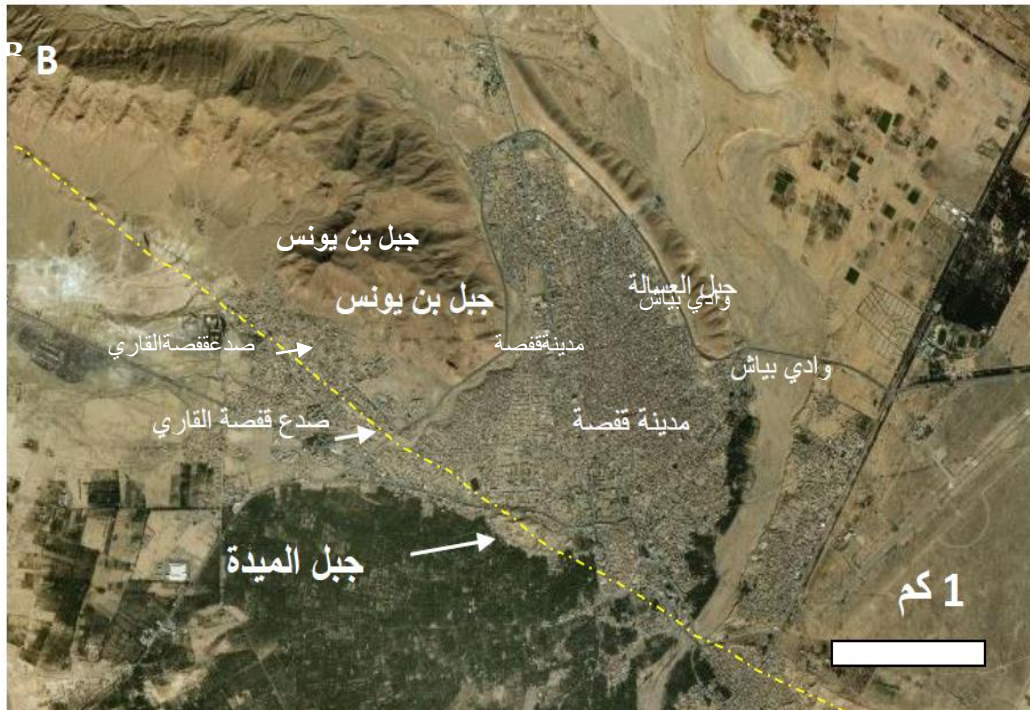 B
B
جبل بن يونس
جبل بن يونس
جبل العسالة
وادي بياش
صدعقفصةالقاري
مدينةقفصة
وادي بياش
صدع قفصة القاري
مدينة قفصة
جبل الميدة
1 كم